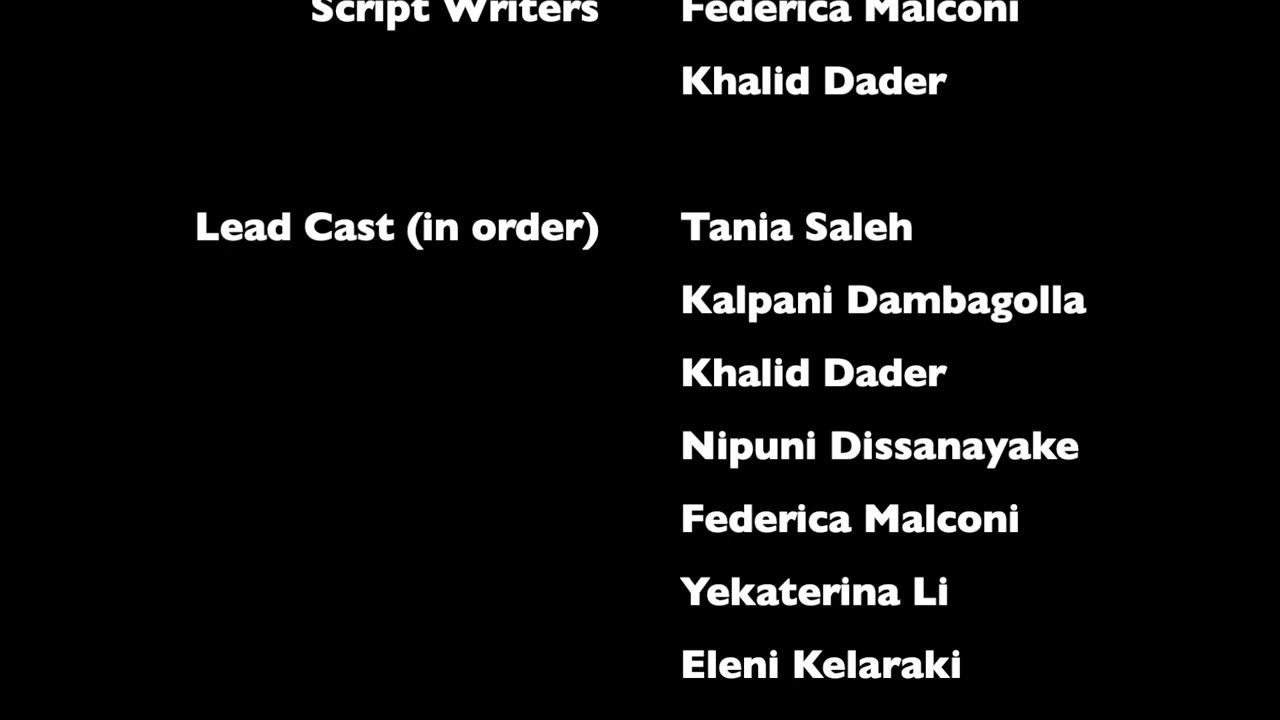 Script Writers Federica Malconi
Khalid Dader
Lead Cast (in order) Tania Saleh
Kalpani Dambagolla
Khalid Dader
Nipuni Dissanayake
Federica Malconi
Yekaterina Li
Eleni Kelaraki